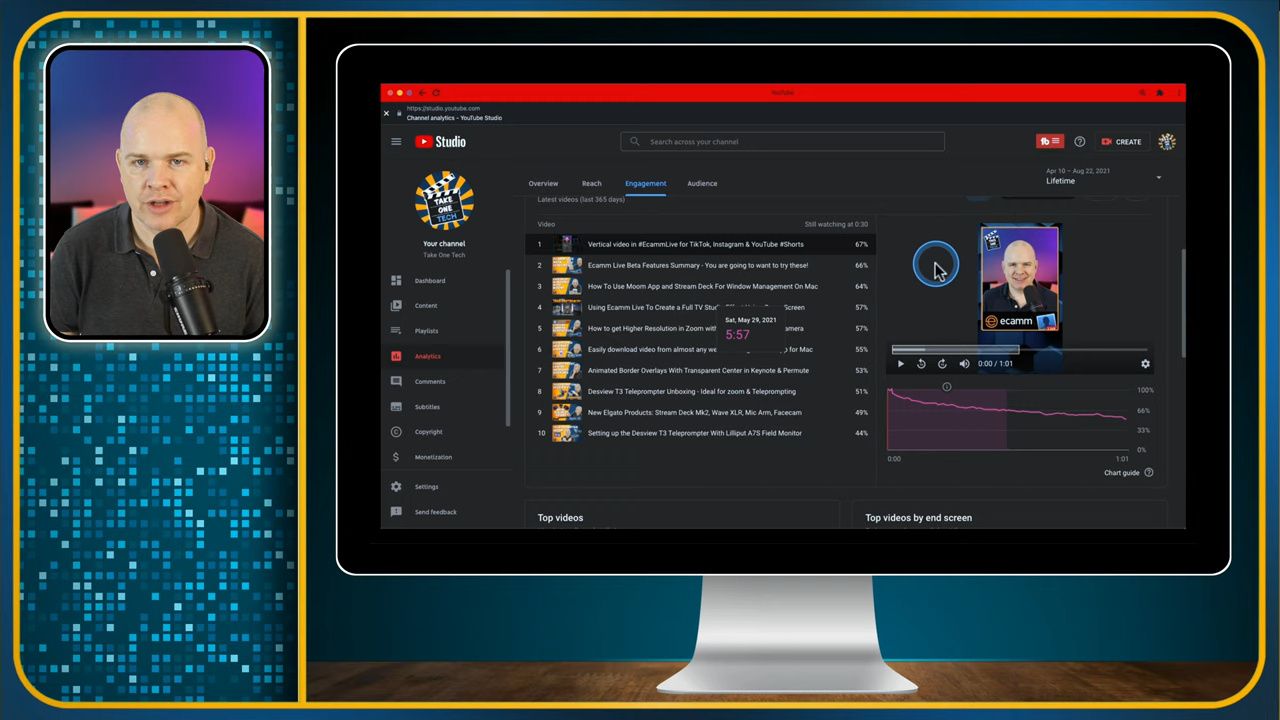 YouTube
https://studio.youtube.com
Channel analytics - YouTube Studio
Studio
Search across your channel
CREATE
TAKE ONE TECH
Your channel
Take One Tech
Dashboard
Content
Playlists
Analytics
Comments
Subtitles
Copyright
Monetization
Settings
Send feedback
Overview
Reach
Engagement
Audience
Apr 10 – Aug 22, 2021
Lifetime
Latest videos (last 365 days)
Video
Still watching at 0:30
1 Vertical video in #EcammLive for TikTok, Instagram & YouTube #Shorts 67%
2 Ecamm Live Beta Features Summary - You are going to want to try these! 66%
3 How To Use Moom App and Stream Deck For Window Management On Mac 64%
4 Using Ecamm Live To Create a Full TV Stud Screen 57%
5 How to get Higher Resolution in Zoom with amera 57%
6 Easily download video from almost any we App for Mac 55%
7 Animated Border Overlays With Transparent Center in Keynote & Permute 53%
8 Desview T3 Teleprompter Unboxing - Ideal for zoom & Teleprompting 51%
9 New Elgato Products: Stream Deck Mk2, Wave XLR, Mic Arm, Facecam 49%
10 Setting up the Desview T3 Teleprompter With Lilliput A7S Field Monitor 44%
Sat, May 29, 2021
5:57
ecamm
0:00 / 1:01
100%
66%
33%
0%
0:00
1:01
Chart guide
Top videos
Top videos by end screen